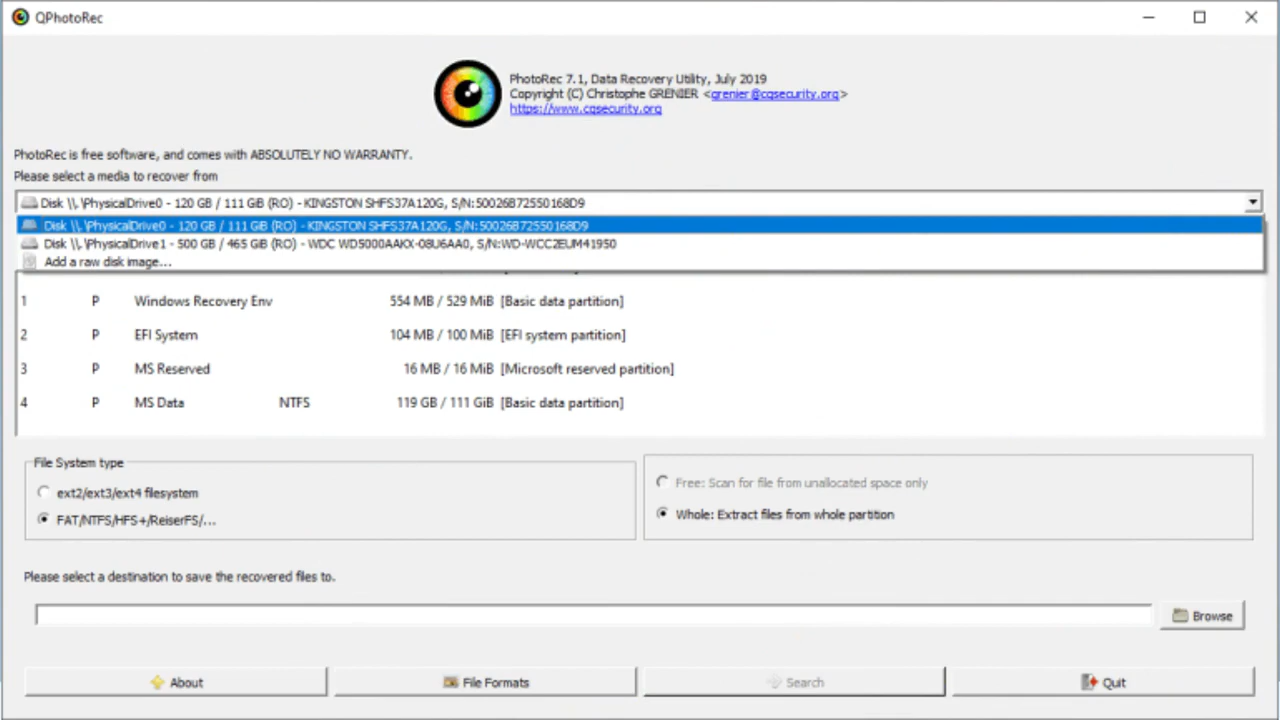 QPhotoRec
PhotoRec 7.1, Data Recovery Utility, July 2019
Copyright (C) Christophe GRENIER <grenier@cgsecurity.org>
https://www.cgsecurity.org
PhotoRec is free software, and comes with ABSOLUTELY NO WARRANTY.
Please select a media to recover from
Disk \\.\PhysicalDrive0 - 120 GB / 111 GiB (RO) - KINGSTON SHFS37A120G, S/N:50026B72550168D9
Disk \\.\PhysicalDrive0 - 120 GB / 111 GiB (RO) - KINGSTON SHFS37A120G, S/N:50026B72550168D9
Disk \\.\PhysicalDrive1 - 500 GB / 465 GiB (RO) - WDC WD5000AAKX-08U6AA0, S/N:WD-WCC2EUM41950
Add a raw disk image...
1 P Windows Recovery Env 554 MB / 529 MiB [Basic data partition]
2 P EFI System 104 MB / 100 MiB [EFI system partition]
3 P MS Reserved 16 MB / 16 MiB [Microsoft reserved partition]
4 P MS Data NTFS 119 GB / 111 GiB [Basic data partition]
File System type
ext2/ext3/ext4 filesystem
FAT/NTFS/HFS+/ReiserFS/...
Free: Scan for file from unallocated space only
Whole: Extract files from whole partition
Please select a destination to save the recovered files to.
Browse
About File Formats Search Quit